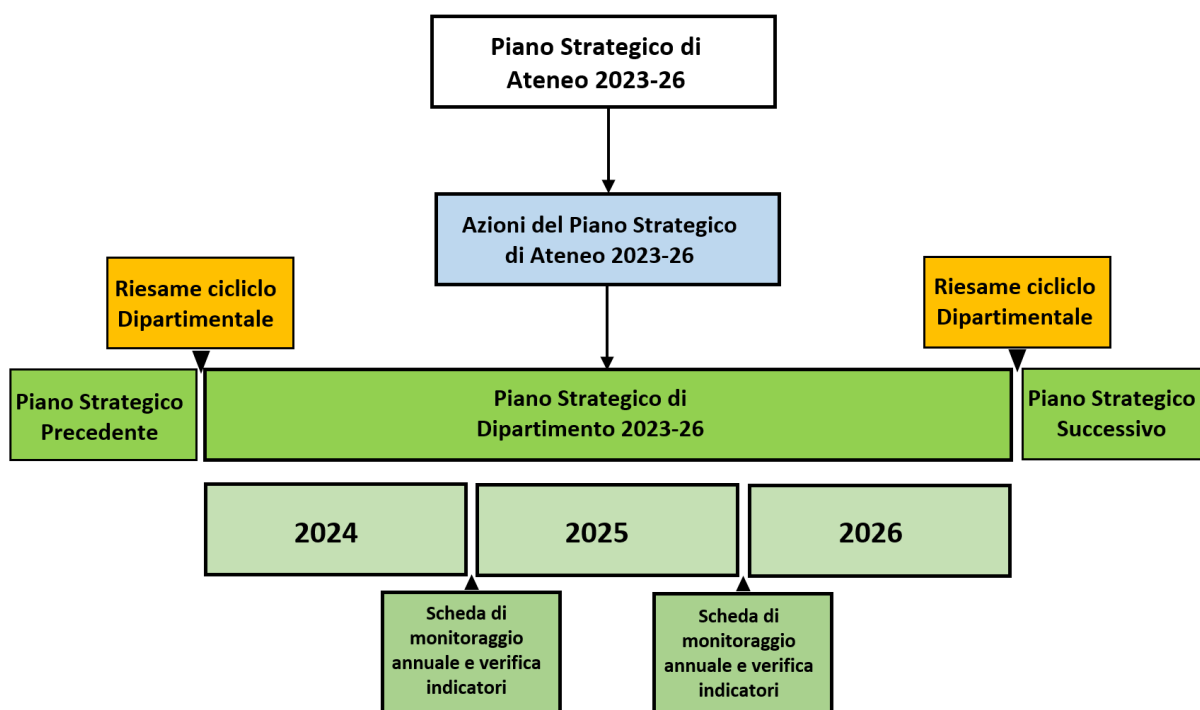 Piano Strategico di
Ateneo 2023-26
Azioni del Piano Strategico
di Ateneo 2023-26
Riesame cicliclo
Dipartimentale
Riesame cicliclo
Dipartimentale
Piano Strategico
Precedente
Piano Strategico di
Dipartimento 2023-26
Piano Strategico
Successivo
2024
2025
2026
Scheda di
monitoraggio
annuale e verifica
indicatori
Scheda di
monitoraggio
annuale e verifica
indicatori